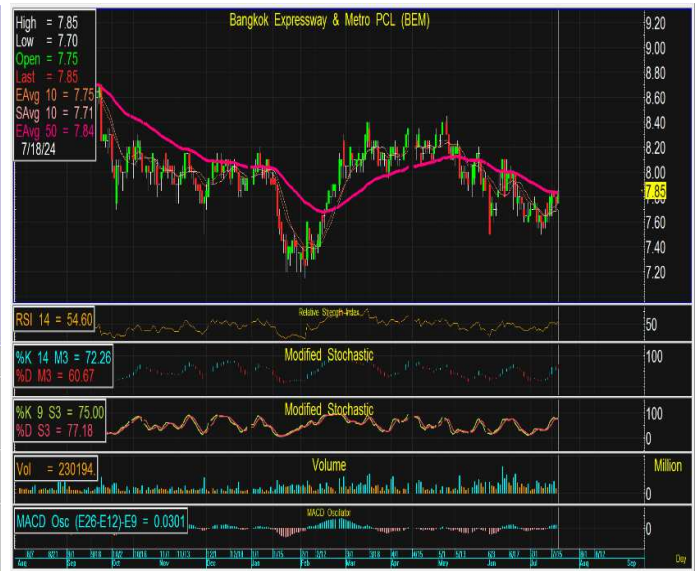 Bangkok Expressway & Metro PCL (BEM)
High = 7.85
Low = 7.70
Open = 7.75
Last = 7.85
EAvg 10 = 7.75
SAvg 10 = 7.71
EAvg 50 = 7.84
7/18/24
9.20
9.00
8.80
8.60
8.40
8.20
8.00
7.85
7.60
7.40
7.20
RSI 14 = 54.60
Relative Strength Index
50
%K 14 M3 = 72.26
%D M3 = 60.67
Modified Stochastic
100
%K 9 S3 = 75.00
%D S3 = 77.18
Modified Stochastic
100
0
Vol = 230194.
Volume
Million
0
MACD Osc (E26-E12)-E9 = 0.0301
MACD Oscillator
0
Aug Sep Oct Nov Dec Jan Feb Mar Apr May Jun Jul Aug Sep
Day